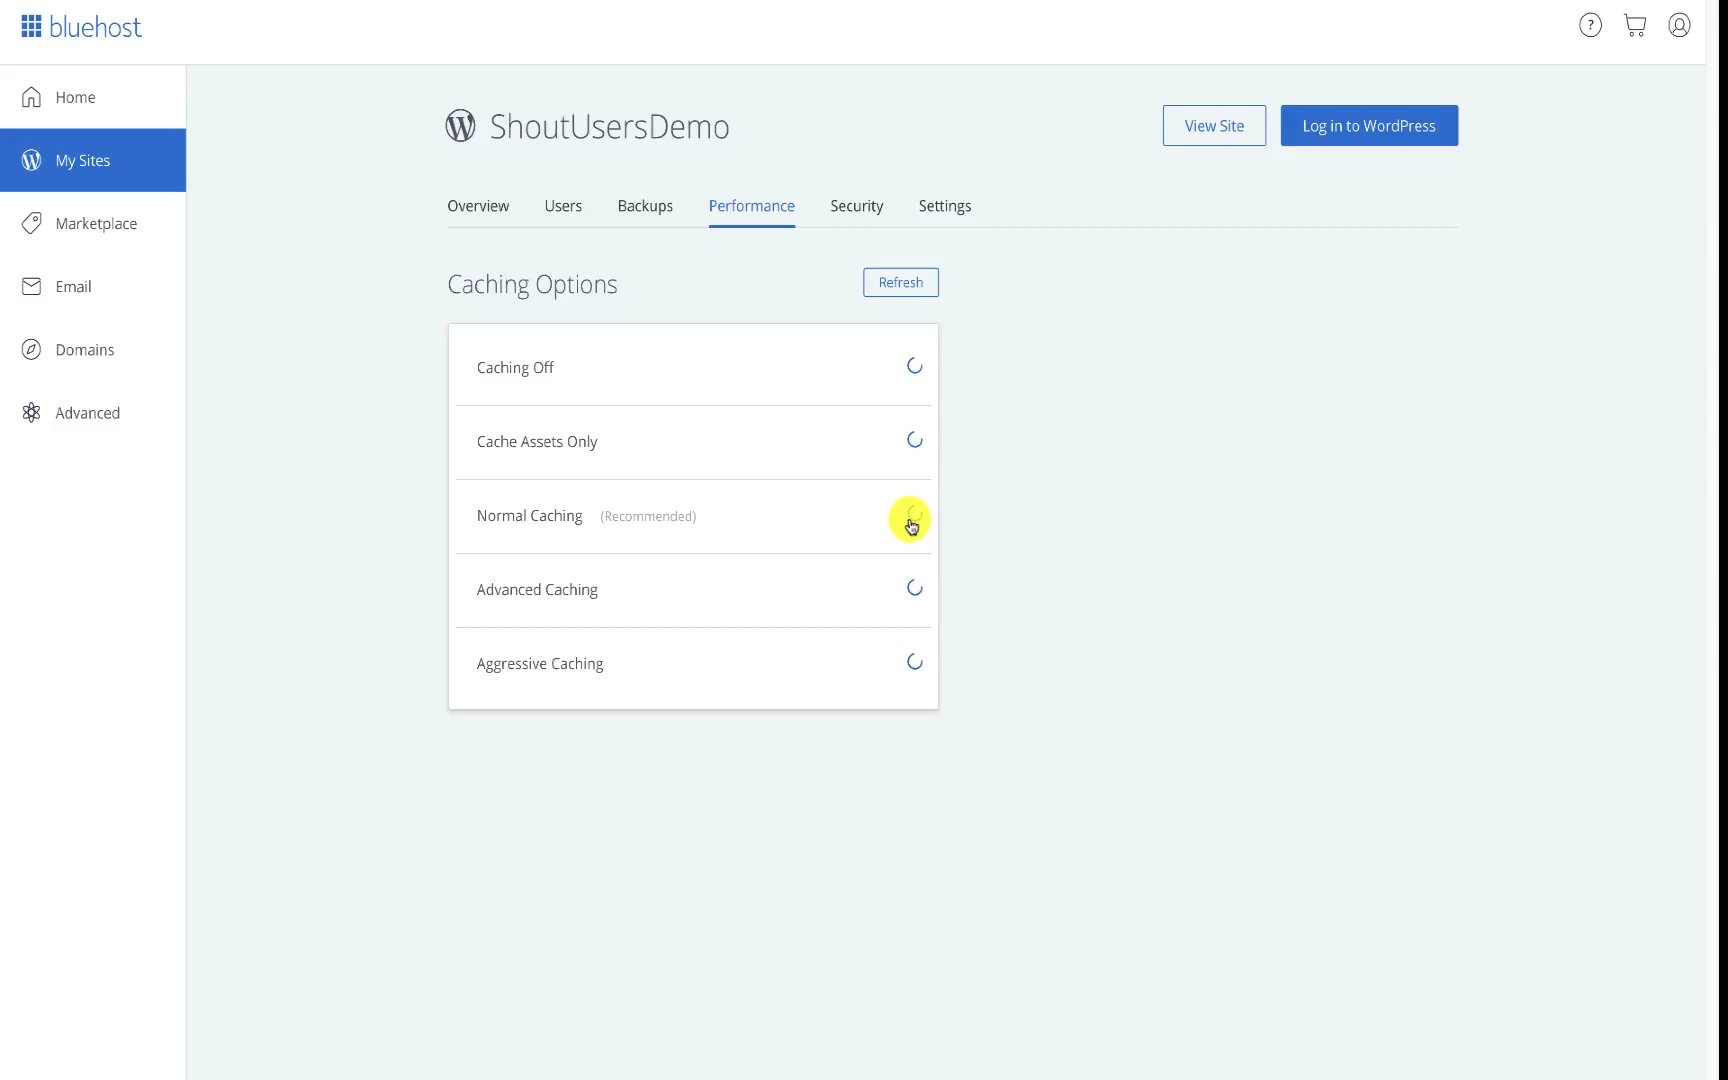 bluehost
?
Home
My Sites
Marketplace
Email
Domains
Advanced
ShoutUsersDemo
View Site
Log in to WordPress
Overview
Users
Backups
Performance
Security
Settings
Caching Options
Refresh
Caching Off
Cache Assets Only
Normal Caching (Recommended)
Advanced Caching
Aggressive Caching